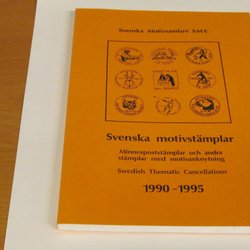 Svenska Motivsamlare SMS
Svenska motivstämplar
Minnespoststämplar och andra
stämplar med motivanknytning
Swedish Thematic Cancellations
1990-1995